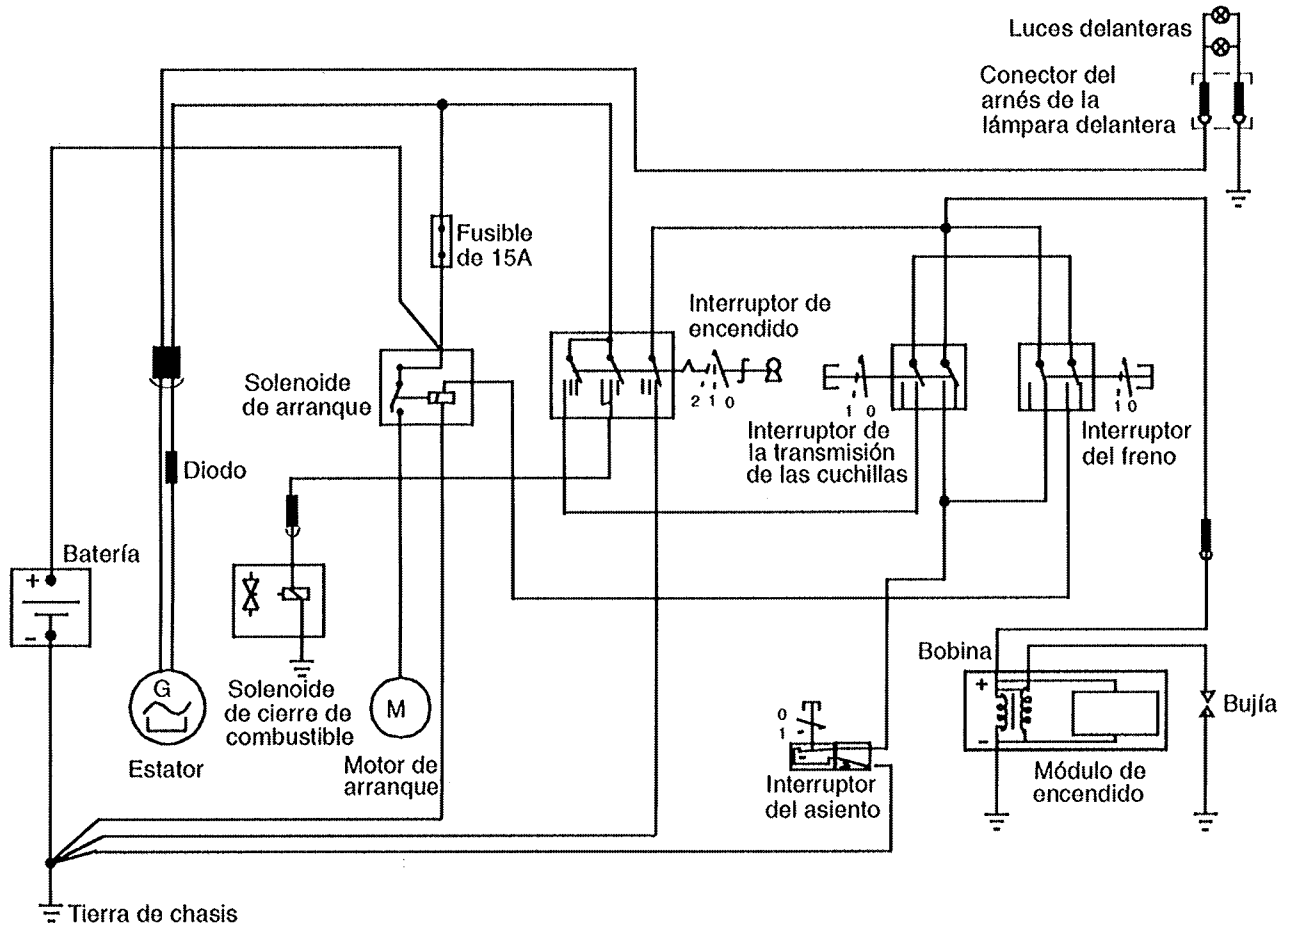 Luces delanteras
Conector del
arnés de la
lámpara delantera
Fusible
de 15A
Interruptor de
encendido
Solenoide
de arranque
2 1 0
1 0
1 0
Interruptor de
la transmisión
de las cuchillas
Interruptor
del freno
Diodo
Batería
+
-
G
Estator
Solenoide
de cierre de
combustible
M
Motor de
arranque
0
1
Interruptor
del asiento
Bobina
+
-
Bujía
Módulo de
encendido
Tierra de chasis